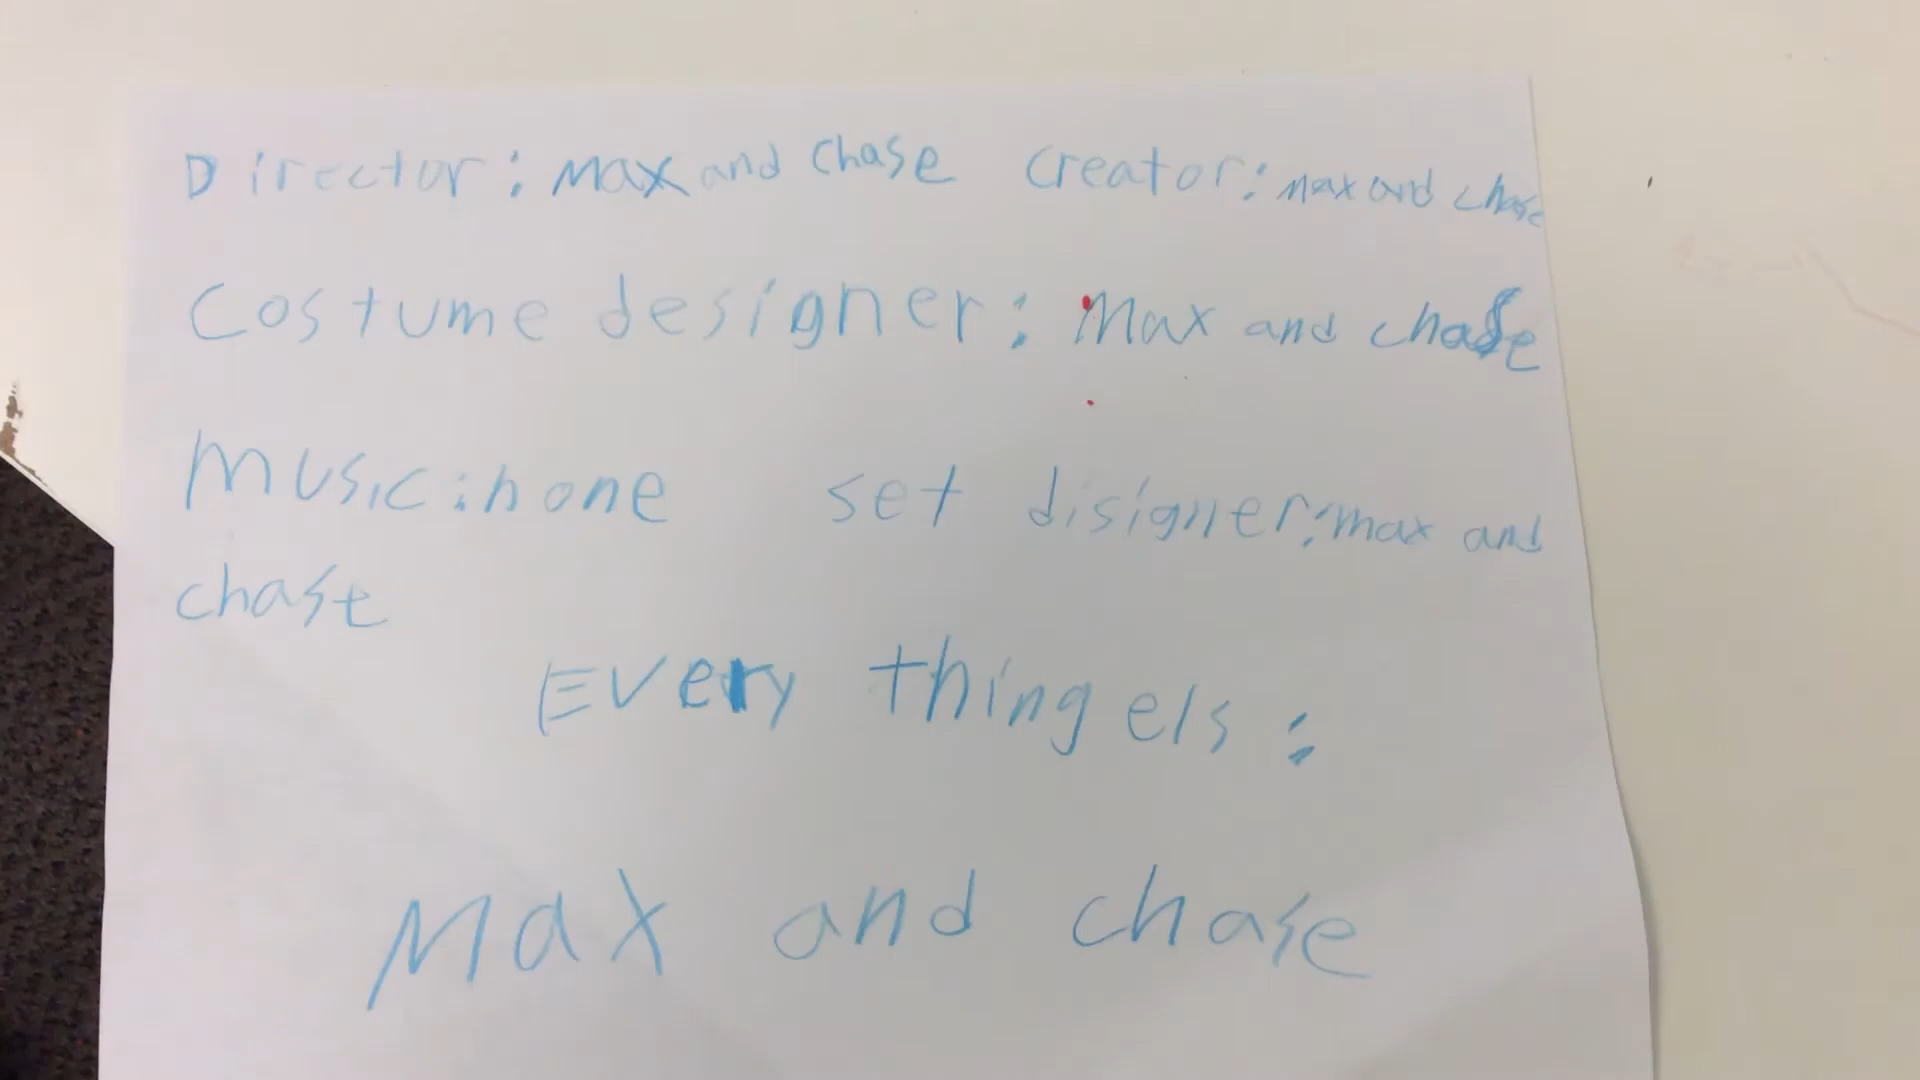 Director: Max and Chase Creator: max and chase
Costume designer: Max and chase
Music: none set disigner: max and
chase
Every thing els:
Max and chase